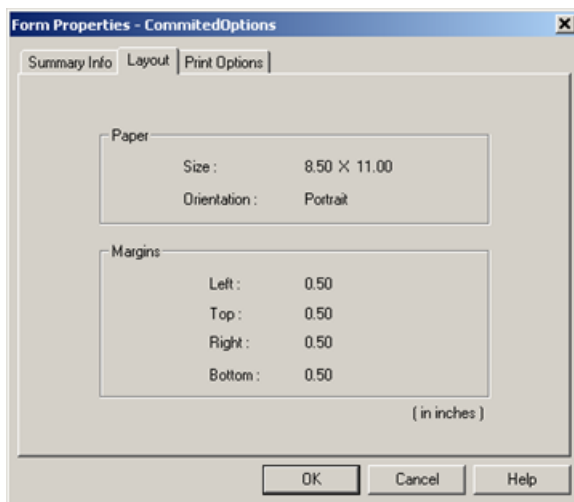 Form Properties - CommitedOptions
Summary Info Layout Print Options
Paper
Size : 8.50 X 11.00
Orientation : Portrait
Margins
Left : 0.50
Top : 0.50
Right : 0.50
Bottom : 0.50
( in inches )
OK Cancel Help